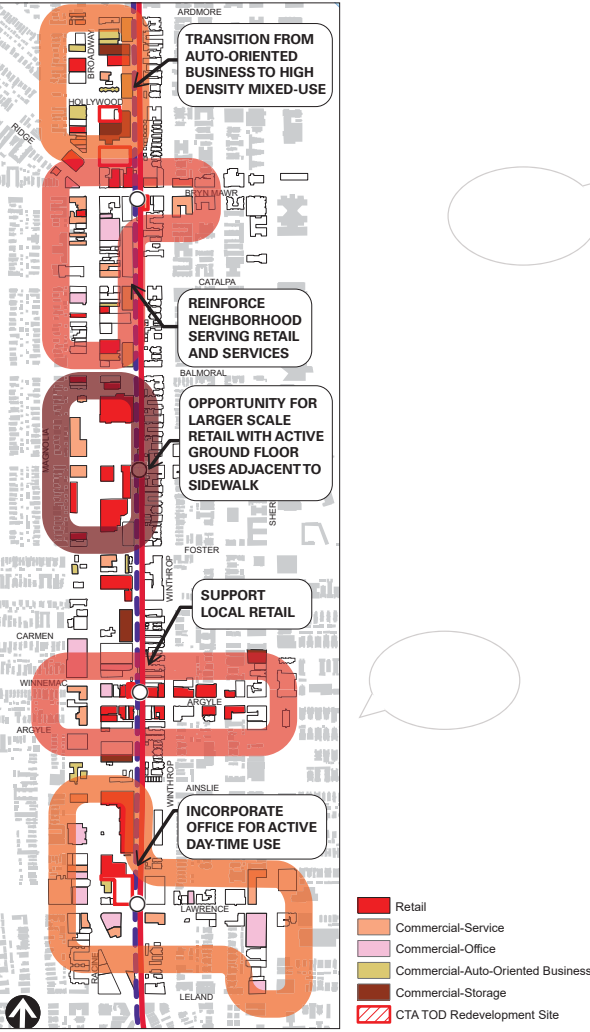 ARDMORE
BROADWAY
TRANSITION FROM
AUTO-ORIENTED
BUSINESS TO HIGH
DENSITY MIXED-USE
HOLLYWOOD
RIDGE
BRYN MAWR
CATALPA
REINFORCE
NEIGHBORHOOD
SERVING RETAIL
AND SERVICES
BALMORAL
OPPORTUNITY FOR
LARGER SCALE
RETAIL WITH ACTIVE
GROUND FLOOR
USES ADJACENT TO
SIDEWALK
MAGNOLIA
SHERI
FOSTER
WINTHROP
SUPPORT
LOCAL RETAIL
CARMEN
WINNEMAC
ARGYLE
ARGYLE
AINSLIE
WINTHROP
INCORPORATE
OFFICE FOR ACTIVE
DAY-TIME USE
LAWRENCE
RACINE
LELAND
Retail
Commercial-Service
Commercial-Office
Commercial-Auto-Oriented Business
Commercial-Storage
CTA TOD Redevelopment Site